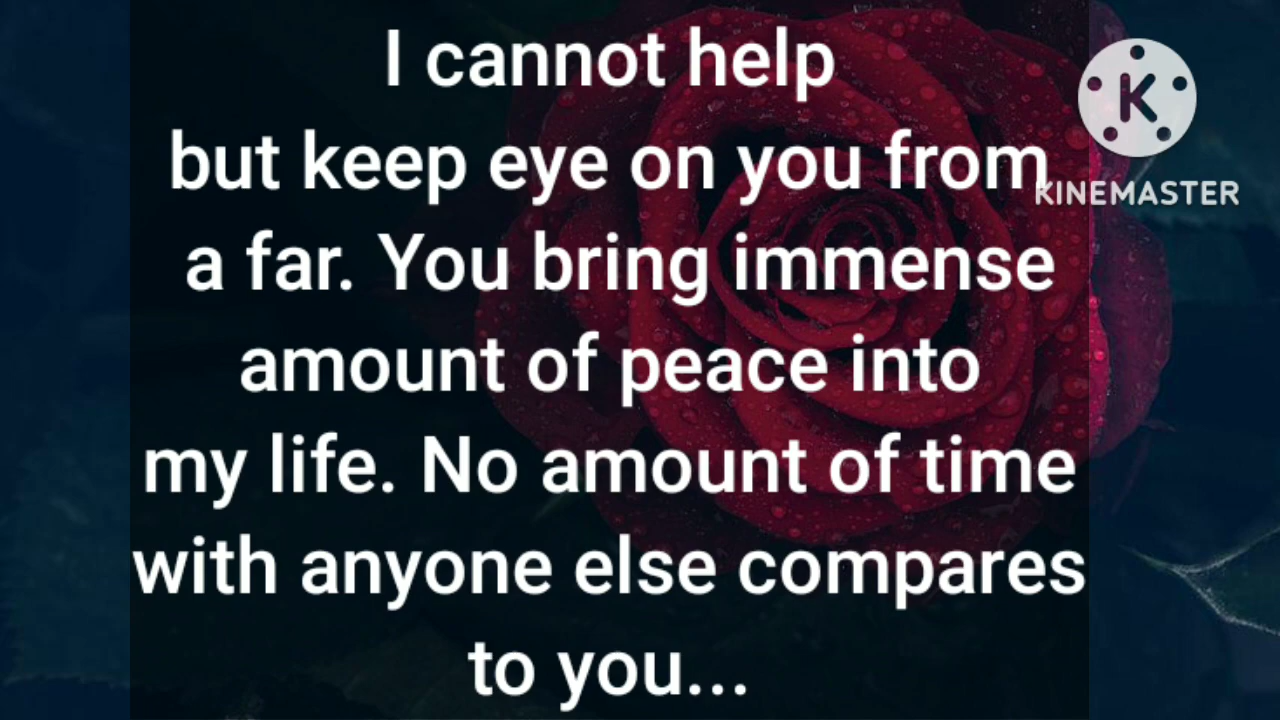 I cannot help
but keep eye on you from
a far. You bring immense
amount of peace into
my life. No amount of time
with anyone else compares
to you...
K
KINEMASTER